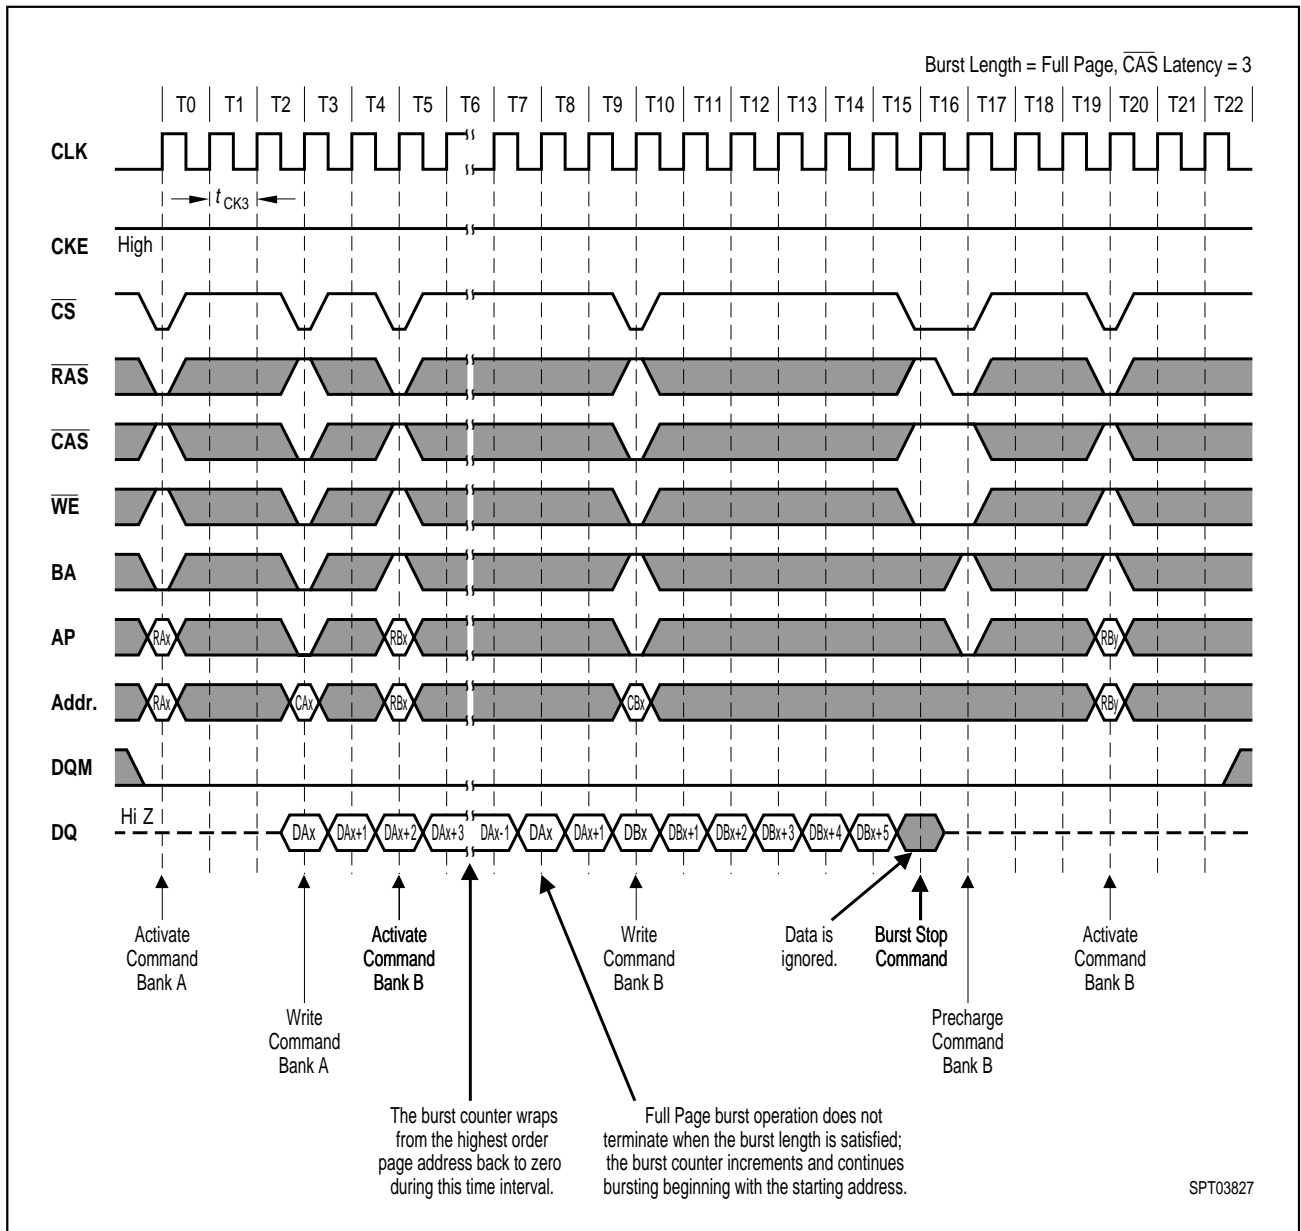 Burst Length = Full Page, CAS Latency = 3
T0 T1 T2 T3 T4 T5 T6 T7 T8 T9 T10 T11 T12 T13 T14 T15 T16 T17 T18 T19 T20 T21 T22
CLK
t CK3
CKE High
CS
RAS
CAS
WE
BA
AP RAx RBx RBy
Addr. RAx CAx RBx CBx RBy
DQM
Hi Z
DQ DAx DAx+1 DAx+2 DAx+3 DAx-1 DAx DAx+1 DBx DBx+1 DBx+2 DBx+3 DBx+4 DBx+5
Activate
Command
Bank A
Write
Command
Bank A
Activate
Command
Bank B
Write
Command
Bank B
Data is
ignored.
Burst Stop
Command
Precharge
Command
Bank B
Activate
Command
Bank B
The burst counter wraps
from the highest order
page address back to zero
during this time interval.
Full Page burst operation does not
terminate when the burst length is satisfied;
the burst counter increments and continues
bursting beginning with the starting address.
SPT03827